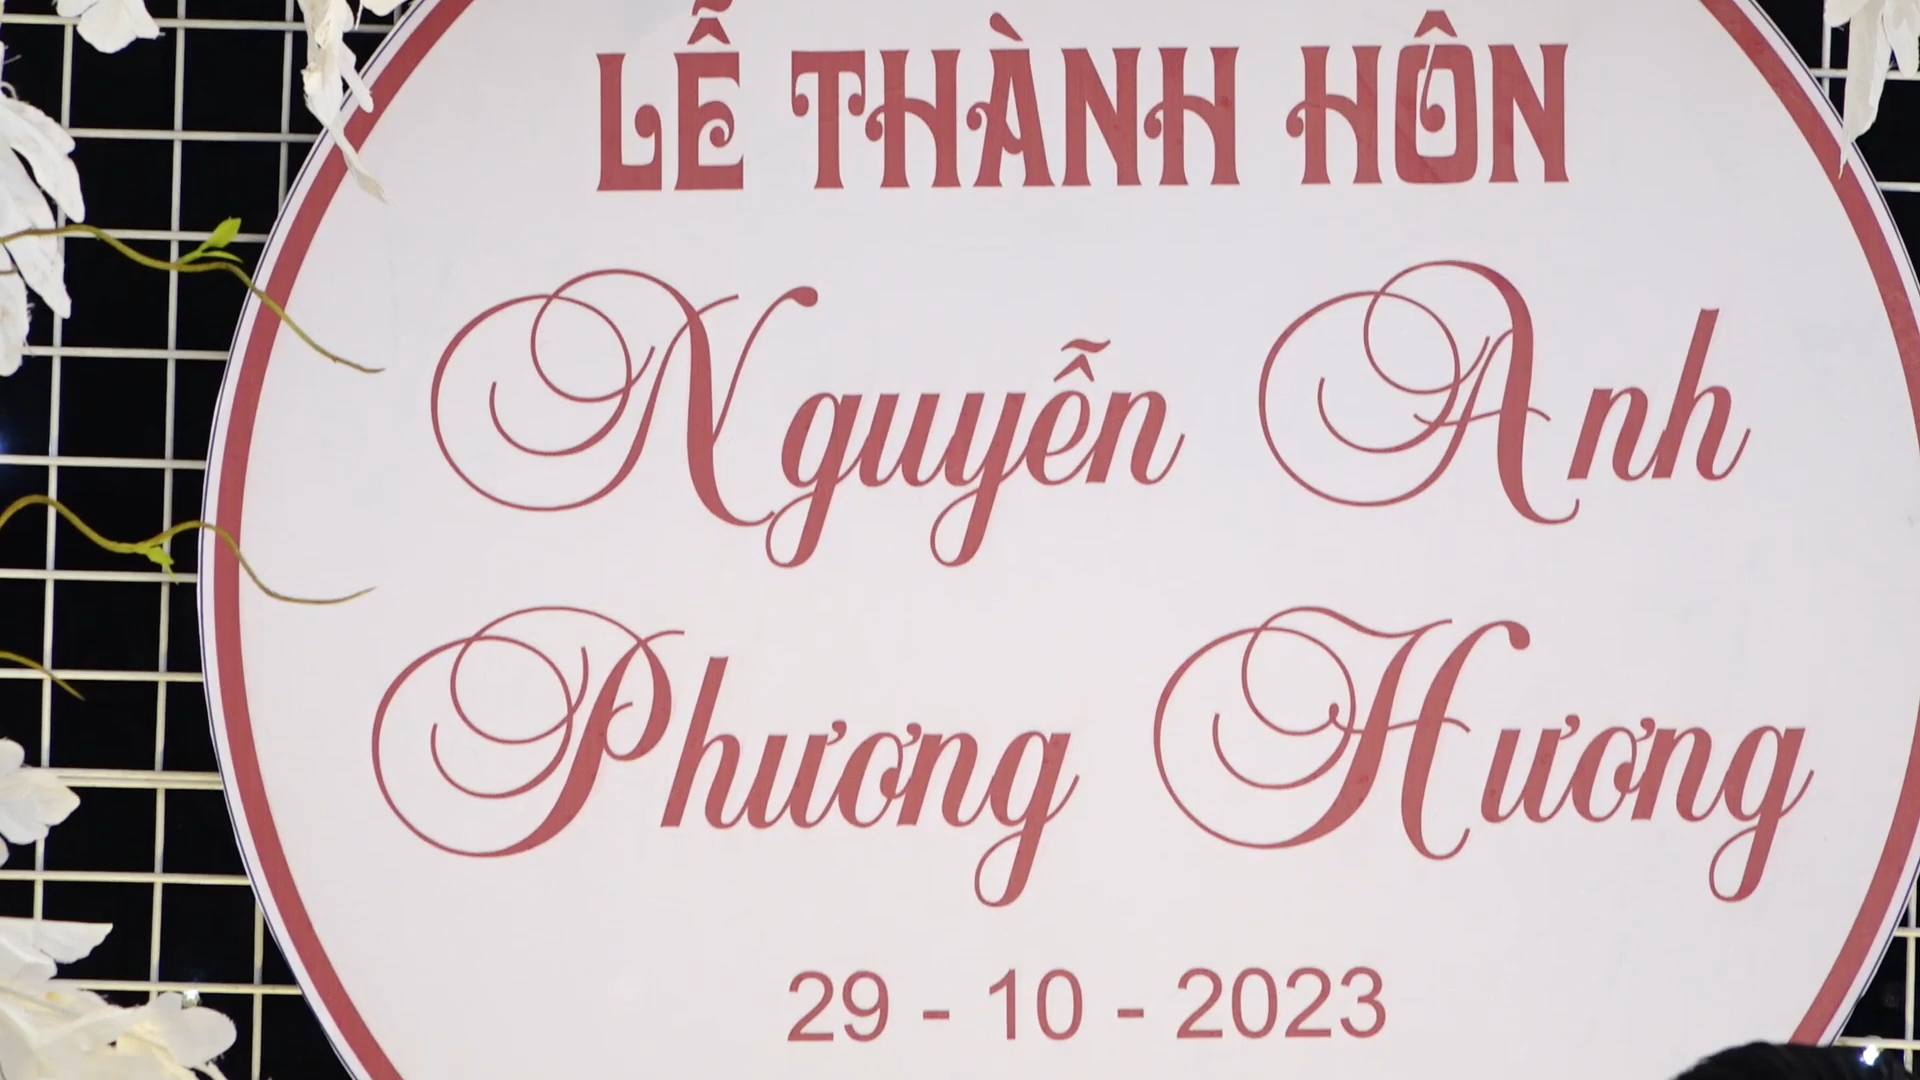 LỄ THÀNH HÔN
Nguyễn Anh
Phương Hương
29 - 10 - 2023